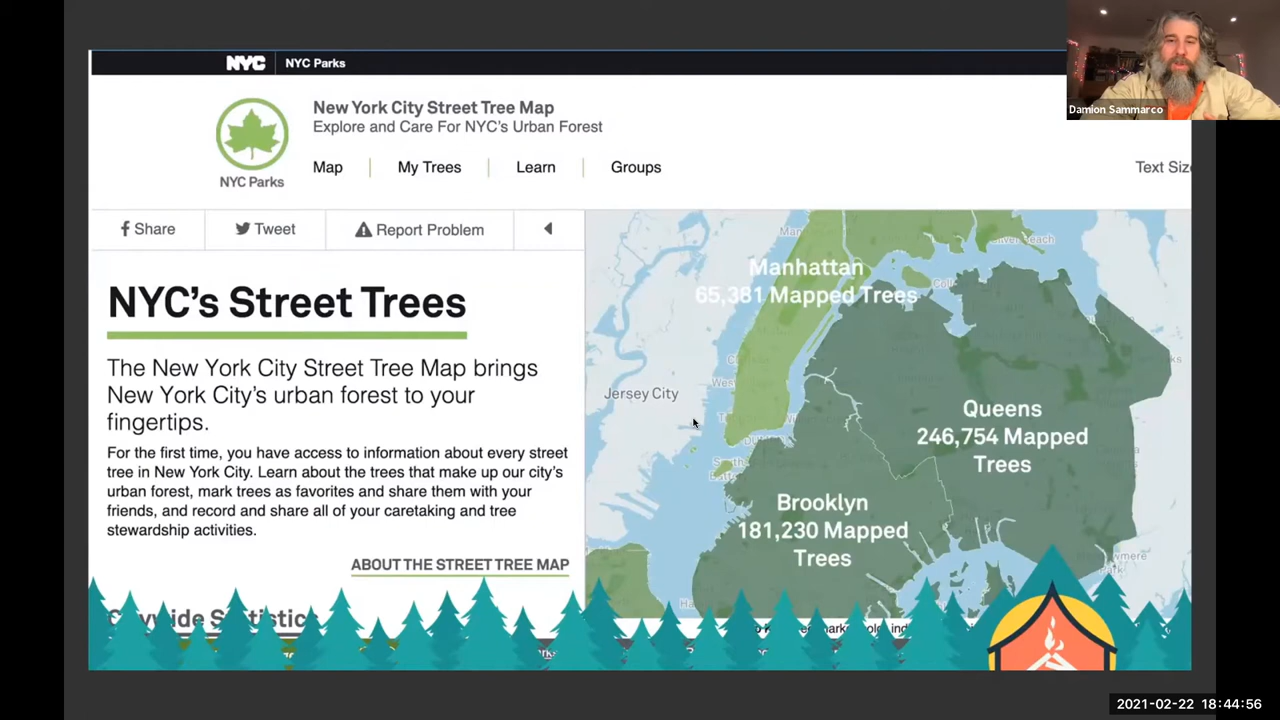 NYC NYC Parks
New York City Street Tree Map
Explore and Care For NYC's Urban Forest
NYC Parks
Map My Trees Learn Groups
Text Size
Share Tweet Report Problem
NYC's Street Trees
The New York City Street Tree Map brings
New York City's urban forest to your
fingertips.
For the first time, you have access to information about every street
tree in New York City. Learn about the trees that make up our city's
urban forest, mark trees as favorites and share them with your
friends, and record and share all of your caretaking and tree
stewardship activities.
ABOUT THE STREET TREE MAP
Citywide Statistics
Manhattan
65,381 Mapped Trees
Jersey City
Queens
246,754 Mapped
Trees
Brooklyn
181,230 Mapped
Trees
Damion Sammarco
2021-02-22 18:44:56